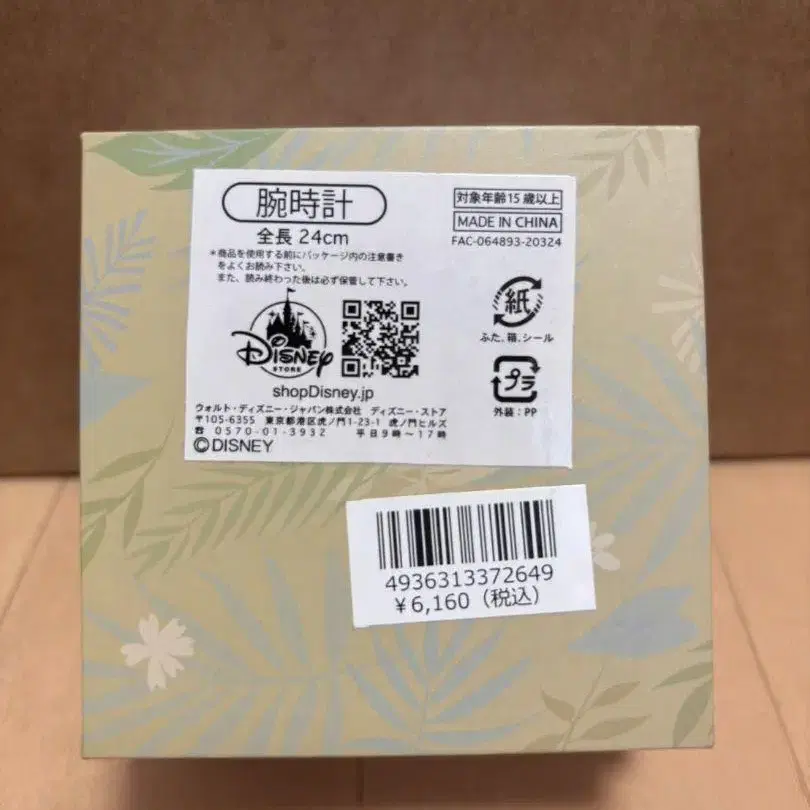 腕時計
全長 24cm
*商品を使用する前にパッケージ内の注意書き
をよくお読み下さい。
また、読み終わった後は必ず保管して下さい。
対象年齢15歳以上
MADE IN CHINA
FAC-064893-20324
紙
ふた、箱、シール
プラ
外装:PP
Disney
STORE
shopDisney.jp
ウォルト・ディズニー・ジャパン株式会社 ディズニー・ストア
〒105-6355 東京都港区虎ノ門1-23-1 虎ノ門ヒルズ
☎ 0570-01-3932 平日9時〜17時
©DISNEY
4936313372649
¥6,160(税込)